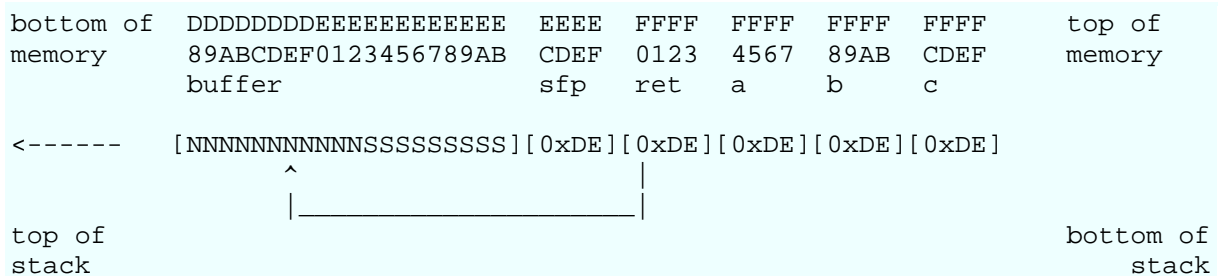 bottom of  DDDDDDDDEEEEEEEEEEEE  EEEE  FFFF  FFFF  FFFF  FFFF     top of
memory     89ABCDEF0123456789AB  CDEF  0123  4567  89AB  CDEF     memory
           buffer                sfp   ret   a     b     c
<------   [NNNNNNNNNNNSSSSSSSSS][0xDE][0xDE][0xDE][0xDE][0xDE]
                 ^                     |
                 |_____________________|
top of                                                            bottom of
stack                                                                 stack